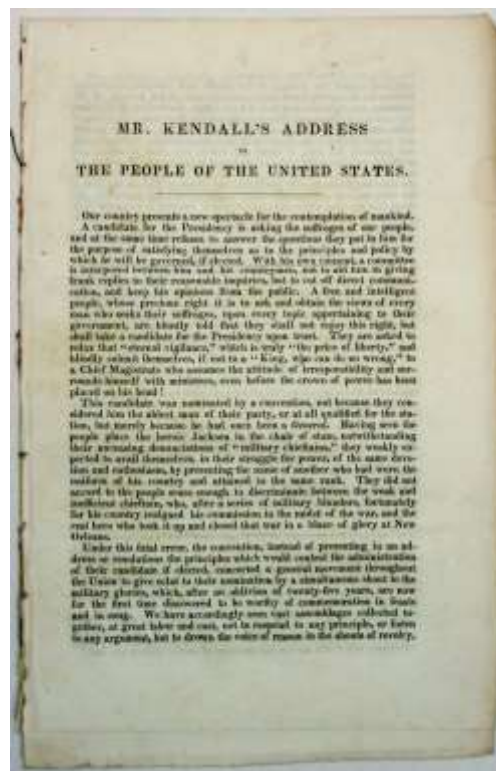 MR. KENDALL'S ADDRESS
TO
THE PEOPLE OF THE UNITED STATES.
Our country presents a new spectacle for the contemplation of mankind.
A candidate for the Presidency is asking the suffrages of our people,
and at the same time refuses to answer the questions they put to him for
the purpose of satisfying themselves as to the principles and policy by
which he will be governed, if elected. With his own consent, a committee
is interposed between him and his countrymen, not to aid him in giving
frank replies to their reasonable inquiries, but to cut off direct communi-
cation, and keep his opinions from the public. A free and intelligent
people, whose precious right it is to ask and obtain the views of every
man who seeks their suffrages, upon every topic appertaining to their
government, are bluntly told that they shall not enjoy this right, but
shall take a candidate for the Presidency upon trust. They are asked to
relax that "eternal vigilance," which is truly "the price of liberty," and
blindly submit themselves, if not to a "King, who can do no wrong," to
a Chief Magistrate who assumes the attitude of irresponsibility and sur-
rounds himself with ministers, even before the crown of power has been
placed on his head!
This candidate was nominated by a convention, not because they con-
sidered him the ablest man of their party, or at all qualified for the sta-
tion, but merely because he had once been a General. Having seen the
people place the heroic Jackson in the chair of state, notwithstanding
their increasing denunciations of "military chieftains," they weakly ex-
pected to avail themselves, in their struggle for power, of the same devo-
tion and enthusiasm, by presenting the name of another who had worn the
uniform of his country and attained to the same rank. They did not
accord to the people sense enough to discriminate between the weak and
inefficient chieftain, who, after a series of military blunders, fortunately
for his country resigned his commission in the midst of the war, and the
real hero who took it up and closed that war in a blaze of glory at New
Orleans.
Under this fatal error, the convention, instead of presenting in an ad-
dress or resolutions the principles which would control the administration
of their candidate if elected, concerted a general movement throughout
the Union to give eclat to their nomination by a simultaneous shout to the
military glories, which, after an oblivion of twenty-five years, are now
for the first time discovered to be worthy of commemoration in feasts
and in song. We have accordingly seen vast assemblages collected to-
gether, at great labor and cost, not to respond to any principle, or listen
to any argument, but to drown the voice of reason in the shouts of revelry,